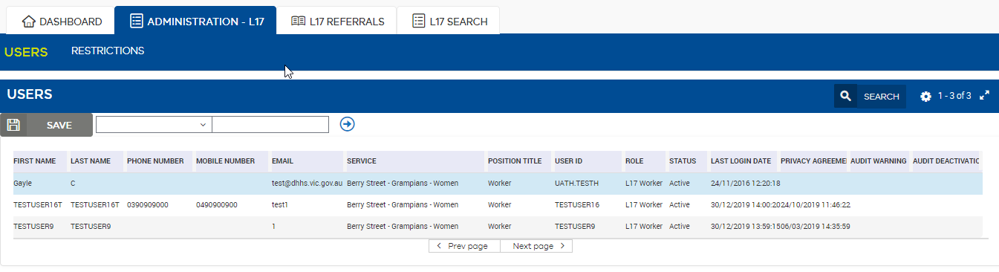 DASHBOARD ADMINISTRATION - L17 L17 REFERRALS L17 SEARCH
USERS RESTRICTIONS
USERS SEARCH 1 - 3 of 3
SAVE
FIRST NAME LAST NAME PHONE NUMBER MOBILE NUMBER EMAIL SERVICE POSITION TITLE USER ID ROLE STATUS LAST LOGIN DATE PRIVACY AGREEME AUDIT WARNING AUDIT DEACTIVATIO
Gayle C test@dhhs.vic.gov.au Berry Street - Grampians - Women Worker UATH.TESTH L17 Worker Active 24/11/2016 12:20:18
TESTUSER16T TESTUSER16T 0390909000 0490900900 test1 Berry Street - Grampians - Women Worker TESTUSER16 L17 Worker Active 30/12/2019 14:00:20 24/10/2019 11:46:22
TESTUSER9 TESTUSER9 1 Berry Street - Grampians - Women Worker TESTUSER9 L17 Worker Active 30/12/2019 13:59:15 06/03/2019 14:35:59
Prev page Next page